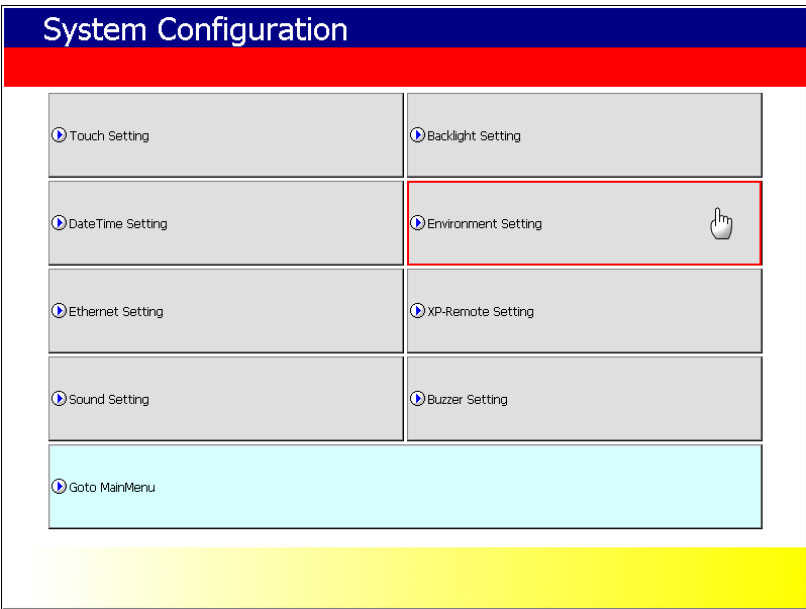 System Configuration
Touch Setting
Backlight Setting
DateTime Setting
Environment Setting
Ethernet Setting
XP-Remote Setting
Sound Setting
Buzzer Setting
Goto MainMenu